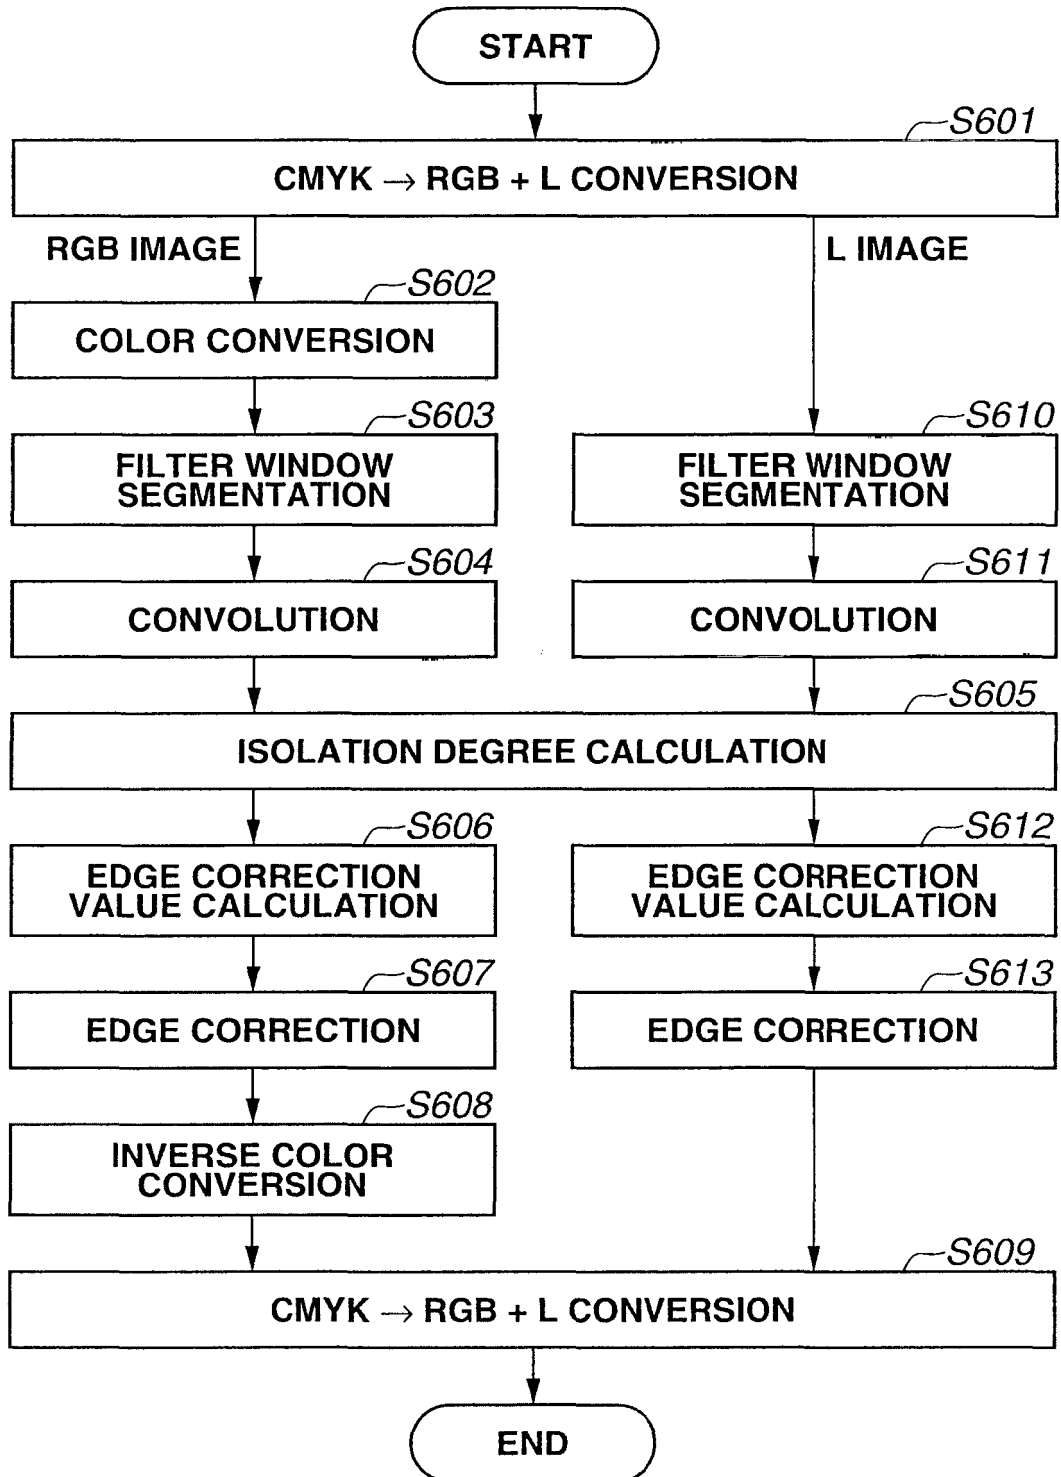 START
S601
CMYK → RGB + L CONVERSION
RGB IMAGE
L IMAGE
S602
COLOR CONVERSION
S603
S610
FILTER WINDOW
SEGMENTATION
FILTER WINDOW
SEGMENTATION
S604
S611
CONVOLUTION
CONVOLUTION
S605
ISOLATION DEGREE CALCULATION
S606
S612
EDGE CORRECTION
VALUE CALCULATION
EDGE CORRECTION
VALUE CALCULATION
S607
S613
EDGE CORRECTION
EDGE CORRECTION
S608
INVERSE COLOR
CONVERSION
S609
CMYK → RGB + L CONVERSION
END